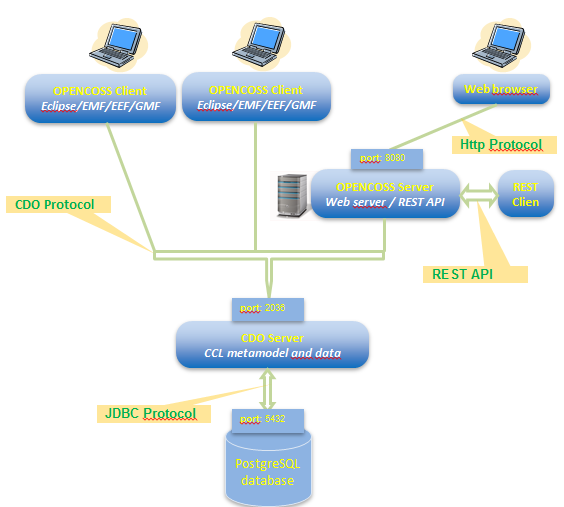 OPENCOSS Client
Eclipse/EMF/EEF/GMF
OPENCOSS Client
Eclipse/EMF/EEF/GMF
Web browser
Http Protocol
port: 8080
OPENCOSS Server
Web server / REST API
REST
Clien
CDO Protocol
REST API
port: 2036
CDO Server
CCL metamodel and data
JDBC Protocol
port: 5432
PostgreSQL
database